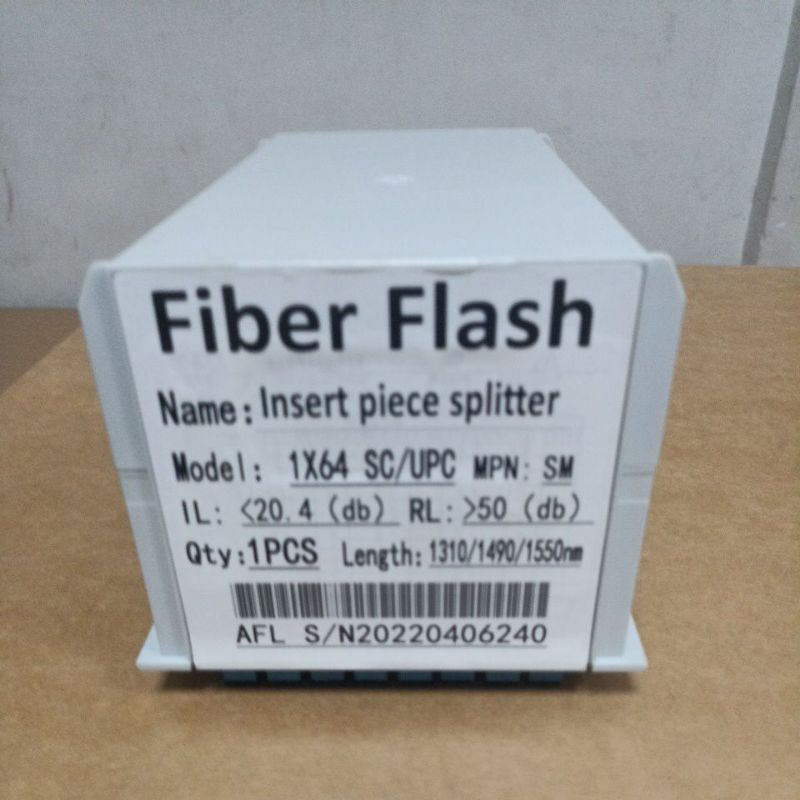 Fiber Flash
Name: Insert piece splitter
Model: 1X64 SC/UPC MPN: SM
IL: <20.4 (db) RL: >50 (db)
Qty: 1PCS Length: 1310/1490/1550nm
AFL S/N20220406240